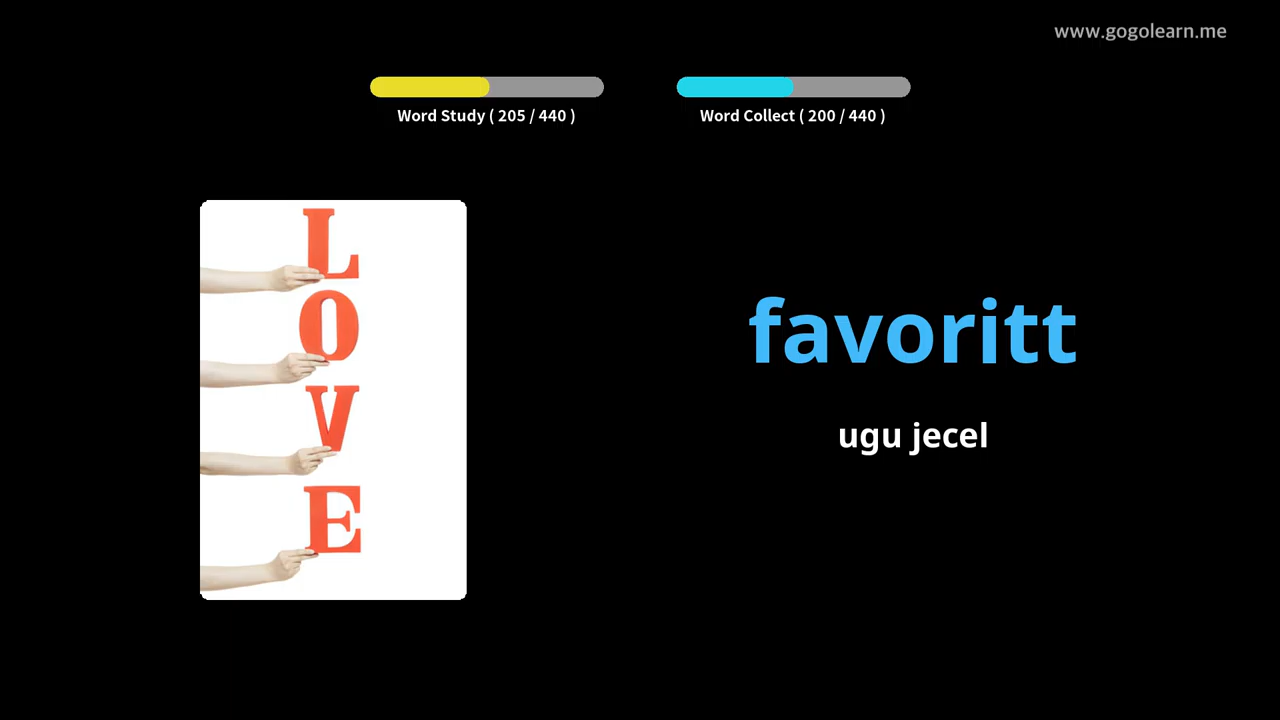 www.gogolearn.me
Word Study ( 205 / 440 )
Word Collect ( 200 / 440 )
L
O
V
E
favoritt
ugu jecel